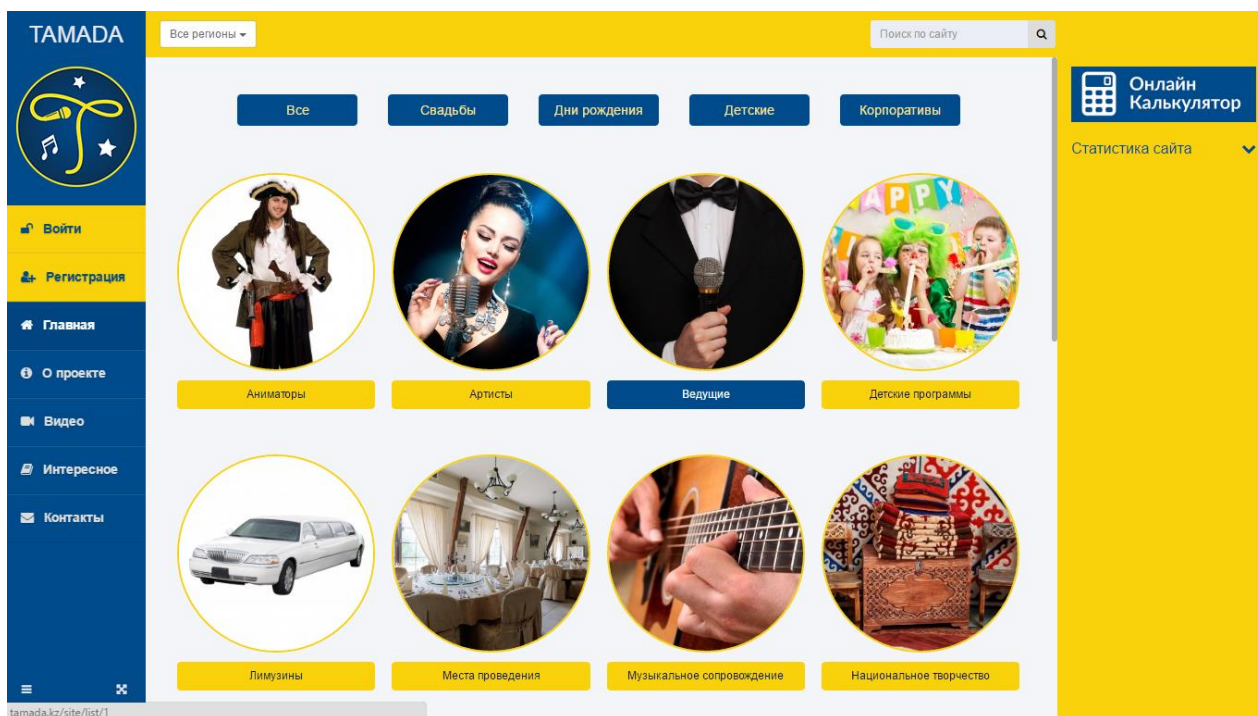 TAMADA
Все регионы
Поиск по сайту
Онлайн
Калькулятор
Статистика сайта
Все
Свадьбы
Дни рождения
Детские
Корпоративы
Войти
Регистрация
Главная
О проекте
Видео
Интересное
Контакты
APPY
Аниматоры
Артисты
Ведущие
Детские программы
Лимузины
Места проведения
Музыкальное сопровождение
Национальное творчество
tamada.kz/site/list/1